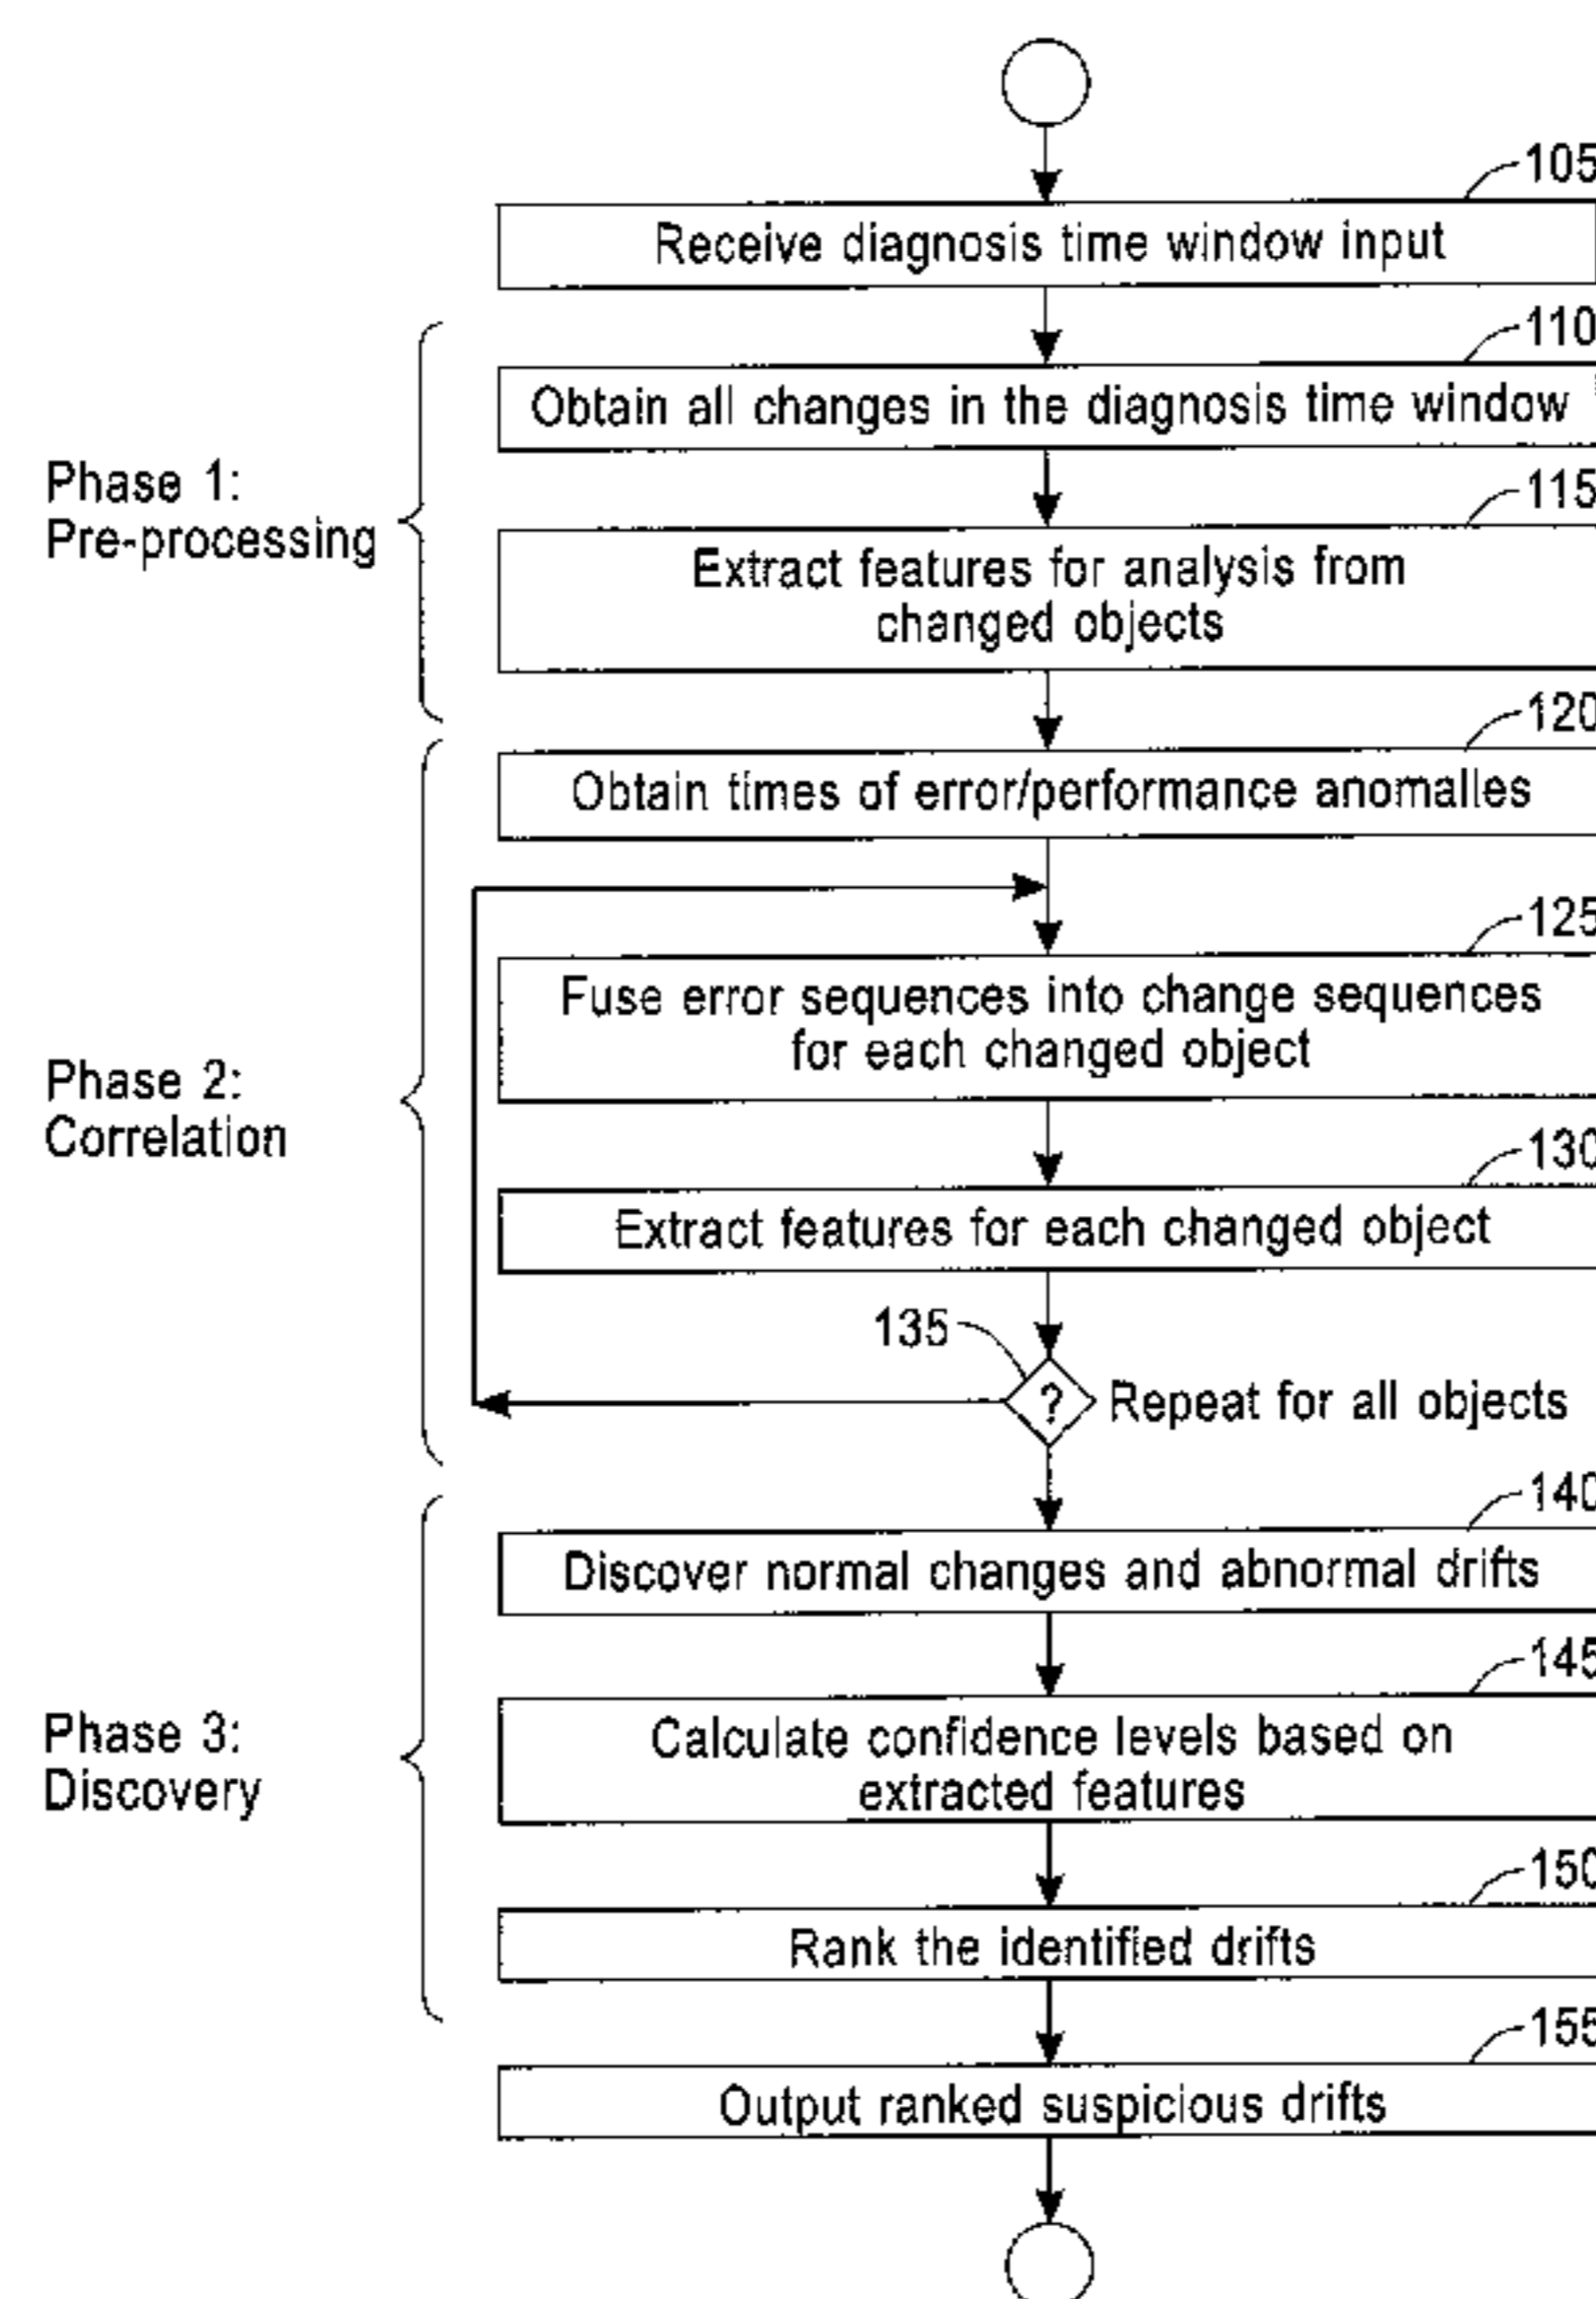 105
Receive diagnosis time window input
110
Obtain all changes in the diagnosis time window
Phase 1:
Pre-processing
115
Extract features for analysis from
changed objects
120
Obtain times of error/performance anomalies
125
Fuse error sequences into change sequences
for each changed object
Phase 2:
Correlation
130
Extract features for each changed object
135
?
Repeat for all objects
140
Discover normal changes and abnormal drifts
145
Phase 3:
Discovery
Calculate confidence levels based on
extracted features
150
Rank the identified drifts
155
Output ranked suspicious drifts